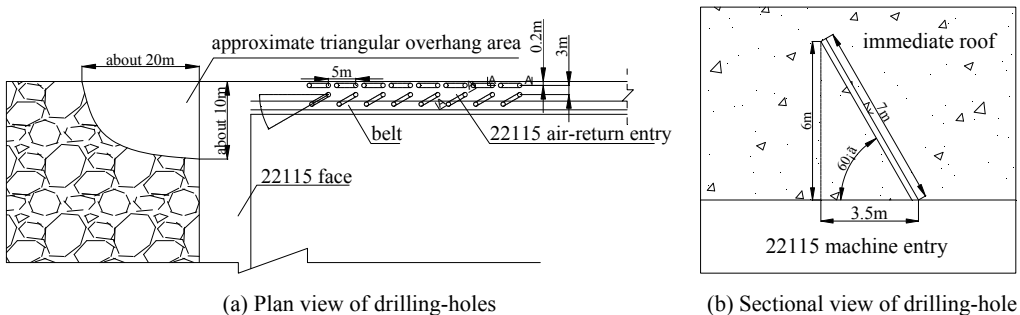 approximate triangular overhang area
about 20m
5m
0.2m
3m
about 10m
belt
22115 air-return entry
22115 face
(a) Plan view of drilling-holes
immediate roof
6m
7m
60¡ã
3.5m
22115 machine entry
(b) Sectional view of drilling-hole